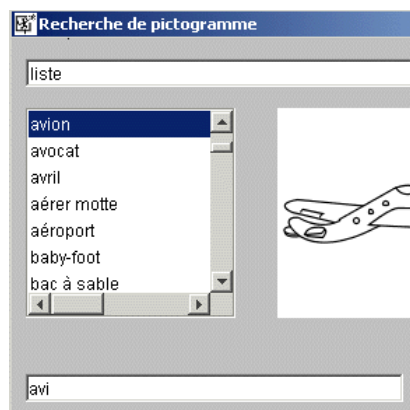 Recherche de pictogramme
liste
avion
avocat
avril
aérer motte
aéroport
baby-foot
bac à sable
avi